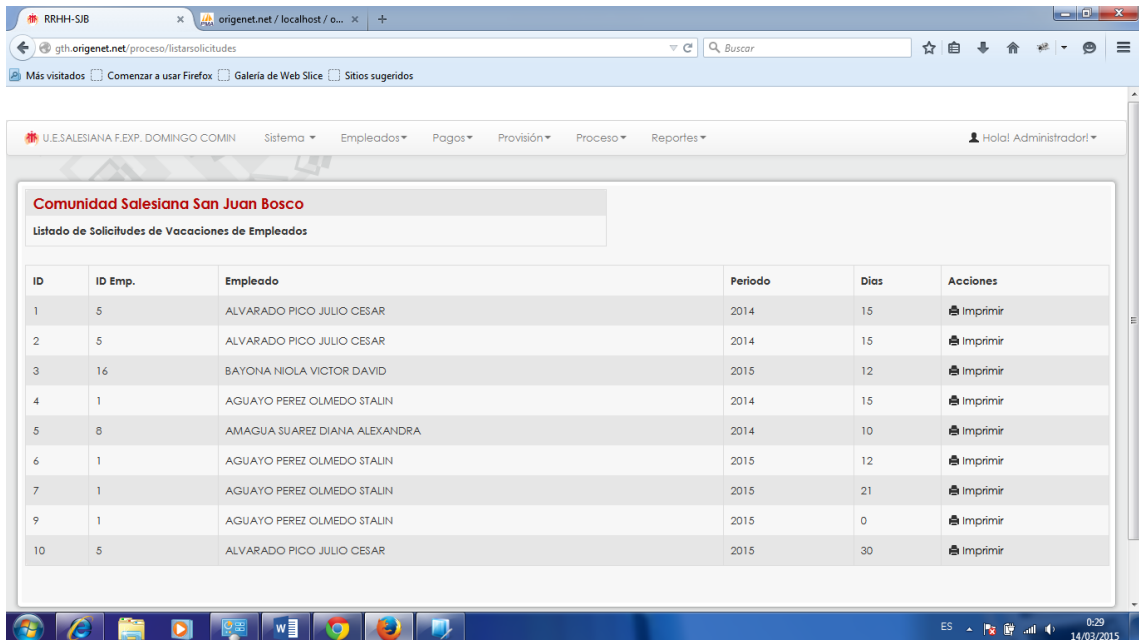 RRHH-SJB
origenet.net / localhost / o...
gth.origenet.net/proceso/listarsolicitudes
Buscar
Más visitados Comenzar a usar Firefox Galería de Web Slice Sitios sugeridos
U.E.SALESIANA F.EXP. DOMINGO COMIN Sistema Empleados Pagos Provisión Proceso Reportes Hola! Administrador!
Comunidad Salesiana San Juan Bosco
Listado de Solicitudes de Vacaciones de Empleados
ID ID Emp. Empleado Periodo Dias Acciones
1 5 ALVARADO PICO JULIO CESAR 2014 15 Imprimir
2 5 ALVARADO PICO JULIO CESAR 2014 15 Imprimir
3 16 BAYONA NIOLA VICTOR DAVID 2015 12 Imprimir
4 1 AGUAYO PEREZ OLMEDO STALIN 2014 15 Imprimir
5 8 AMAGUA SUAREZ DIANA ALEXANDRA 2014 10 Imprimir
6 1 AGUAYO PEREZ OLMEDO STALIN 2015 12 Imprimir
7 1 AGUAYO PEREZ OLMEDO STALIN 2015 21 Imprimir
9 1 AGUAYO PEREZ OLMEDO STALIN 2015 0 Imprimir
10 5 ALVARADO PICO JULIO CESAR 2015 30 Imprimir
ES 0:29
14/03/2015